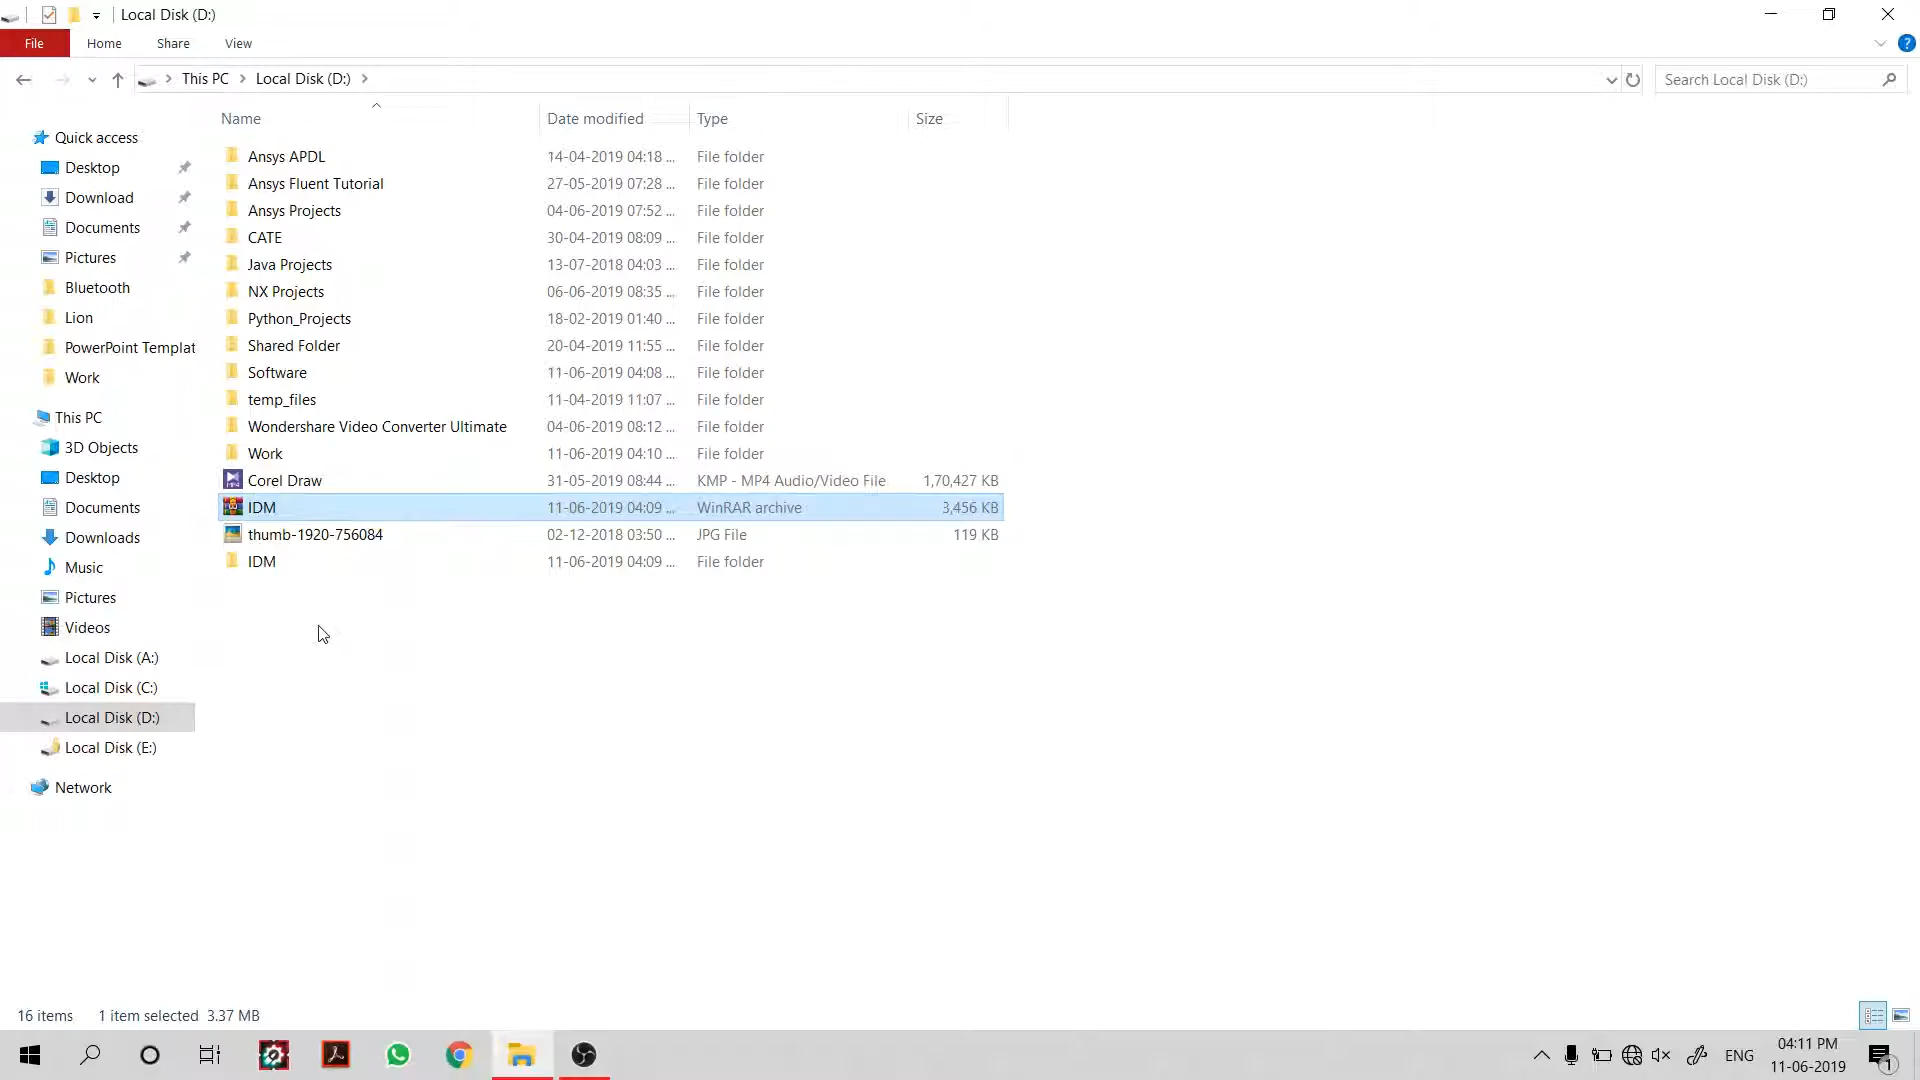 Local Disk (D:)
File Home Share View
This PC Local Disk (D:)
Search Local Disk (D:)
Name Date modified Type Size
Quick access
Desktop
Download
Documents
Pictures
Bluetooth
Lion
PowerPoint Templat
Work
This PC
3D Objects
Desktop
Documents
Downloads
Music
Pictures
Videos
Local Disk (A:)
Local Disk (C:)
Local Disk (D:)
Local Disk (E:)
Network
Ansys APDL 14-04-2019 04:18 ... File folder
Ansys Fluent Tutorial 27-05-2019 07:28 ... File folder
Ansys Projects 04-06-2019 07:52 ... File folder
CATE 30-04-2019 08:09 ... File folder
Java Projects 13-07-2018 04:03 ... File folder
NX Projects 06-06-2019 08:35 ... File folder
Python_Projects 18-02-2019 01:40 ... File folder
Shared Folder 20-04-2019 11:55 ... File folder
Software 11-06-2019 04:08 ... File folder
temp_files 11-04-2019 11:07 ... File folder
Wondershare Video Converter Ultimate 04-06-2019 08:12 ... File folder
Work 11-06-2019 04:10 ... File folder
Corel Draw 31-05-2019 08:44 ... KMP - MP4 Audio/Video File 1,70,427 KB
IDM 11-06-2019 04:09 ... WinRAR archive 3,456 KB
thumb-1920-756084 02-12-2018 03:50 ... JPG File 119 KB
IDM 11-06-2019 04:09 ... File folder
16 items 1 item selected 3.37 MB
ENG
04:11 PM
11-06-2019
1